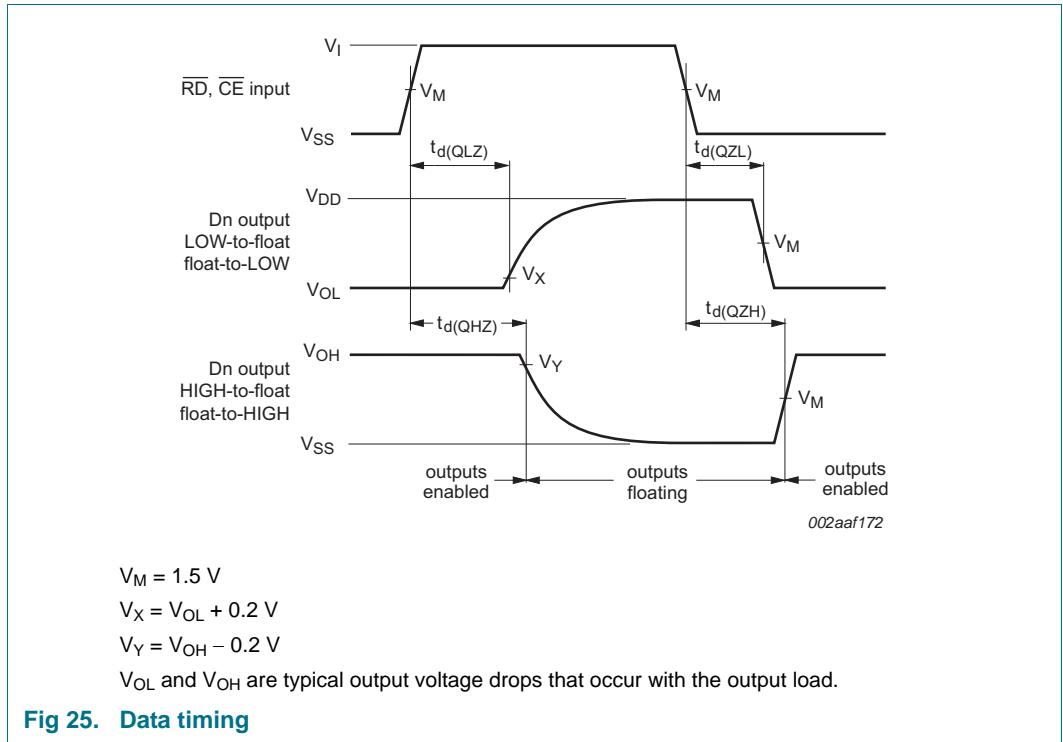 VI
RD, CE input
VM
VM
VSS
td(QLZ)
td(QZL)
VDD
Dn output
LOW-to-float
float-to-LOW
VM
VX
VOL
td(QHZ)
td(QZH)
VOH
Dn output
HIGH-to-float
float-to-HIGH
VY
VM
VSS
outputs enabled
outputs floating
outputs enabled
002aaf172
VM = 1.5 V
VX = VOL + 0.2 V
VY = VOH − 0.2 V
VOL and VOH are typical output voltage drops that occur with the output load.
Fig 25. Data timing